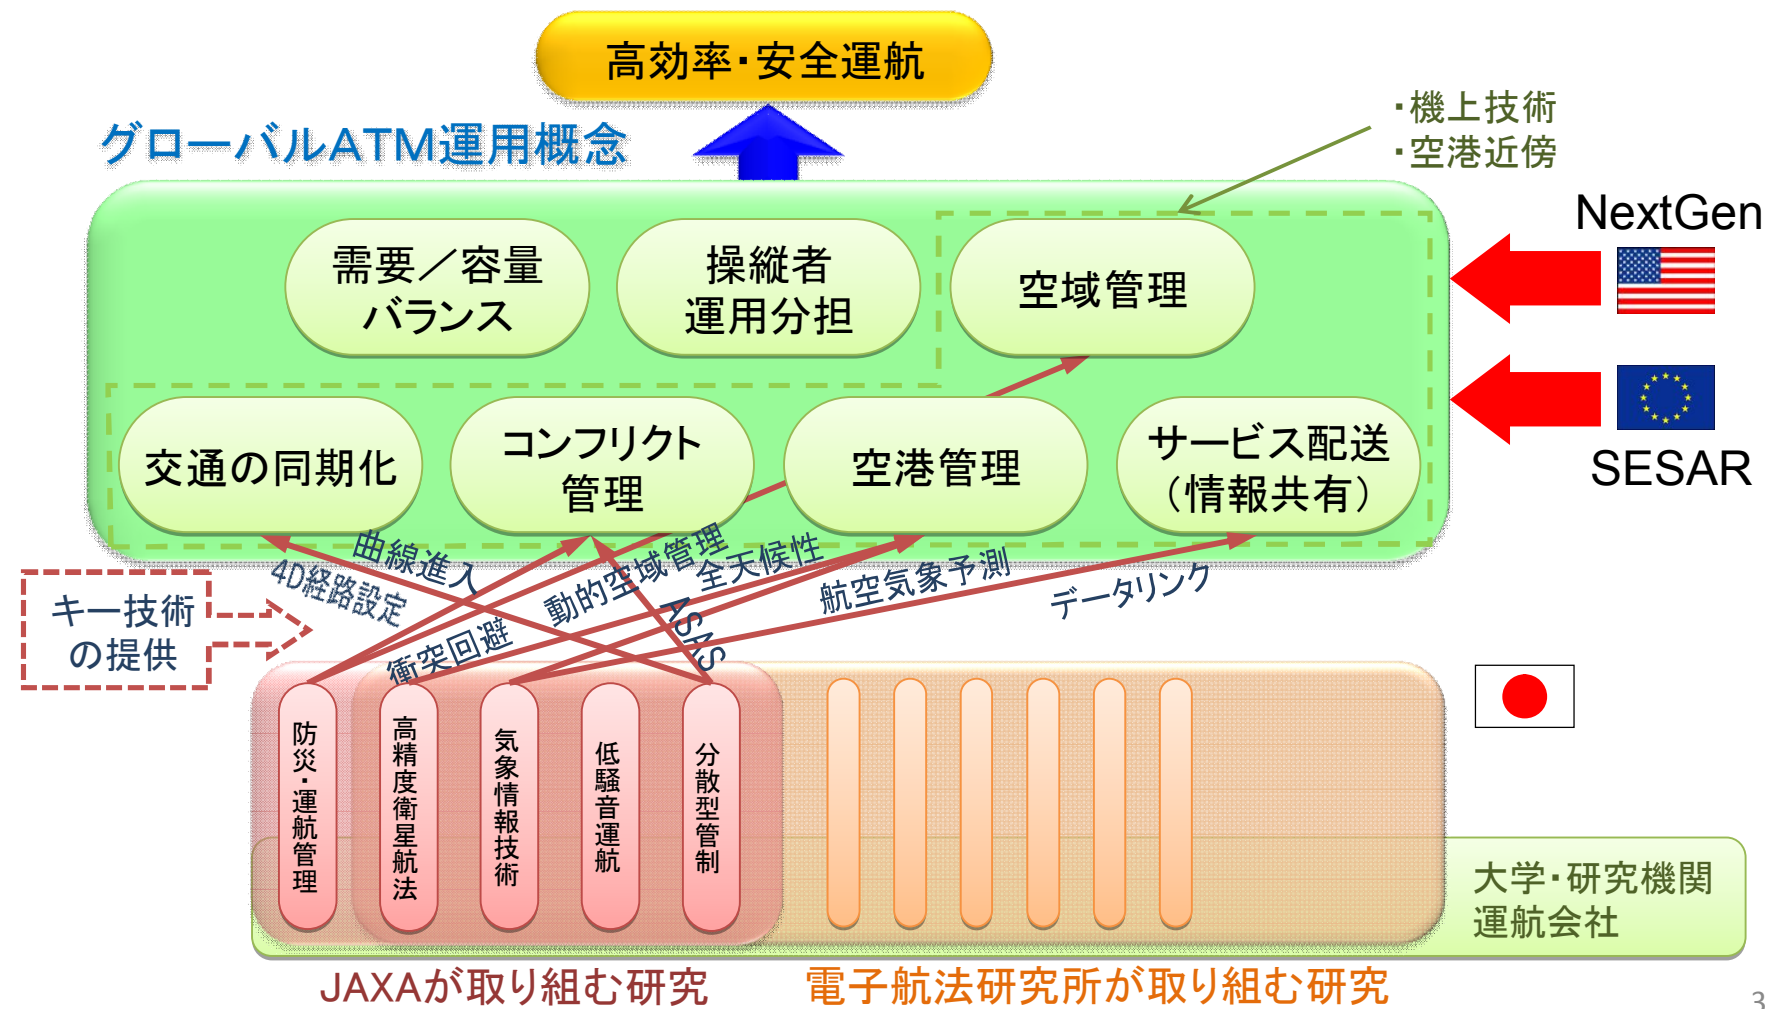 高効率・安全運航
グローバルATM運用概念
・機上技術
・空港近傍
NextGen
需要／容量
バランス
操縦者
運用分担
空域管理
交通の同期化
コンフリクト
管理
空港管理
サービス配送
（情報共有）
SESAR
曲線進入
4D経路設定
衝突回避
動的空域管理
全天候性
ASAS
航空気象予測
データリンク
キー技術
の提供
防災・運航管理
高精度衛星航法
気象情報技術
低騒音運航
分散型管制
大学・研究機関
運航会社
JAXAが取り組む研究
電子航法研究所が取り組む研究
3